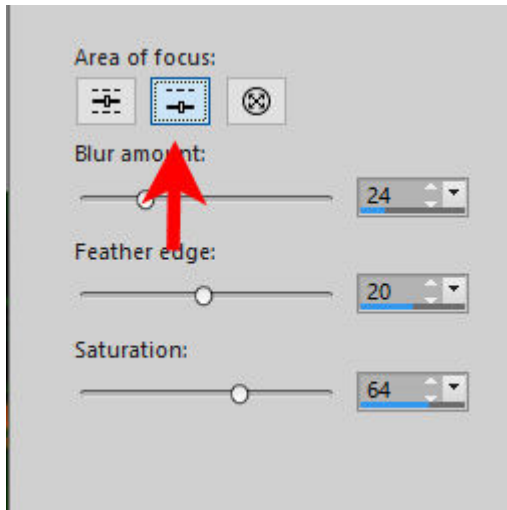 Area of focus:
Blur amount:
24
Feather edge:
20
Saturation:
64